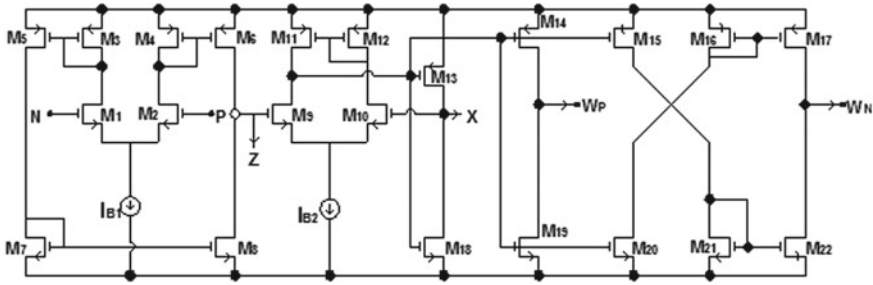 M5 M3 M4 M6 M11 M12 M14 M15 M16 M17
M13
N M1 M2 P M9 M10 X WP WN
Z
IB1 IB2
M7 M8 M18 M19 M20 M21 M22